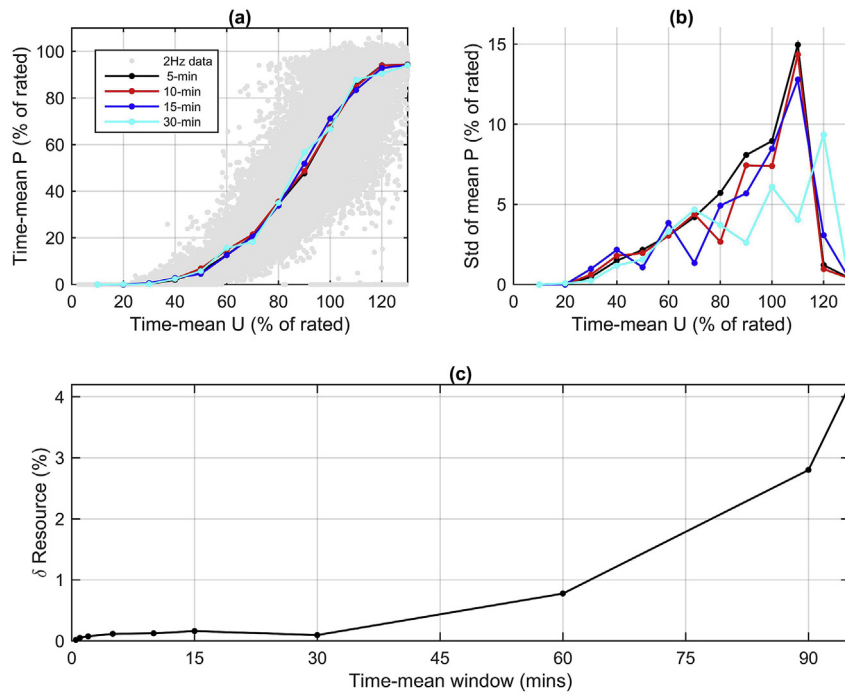 (a)
Time-mean P (% of rated)
100
80
60
40
20
0
2Hz data
5-min
10-min
15-min
30-min
0 20 40 60 80 100 120
Time-mean U (% of rated)
(b)
Std of mean P (% of rated)
15
10
5
0
0 20 40 60 80 100 120
Time-mean U (% of rated)
(c)
δ Resource (%)
4
3
2
1
0
0 15 30 45 60 75 90
Time-mean window (mins)